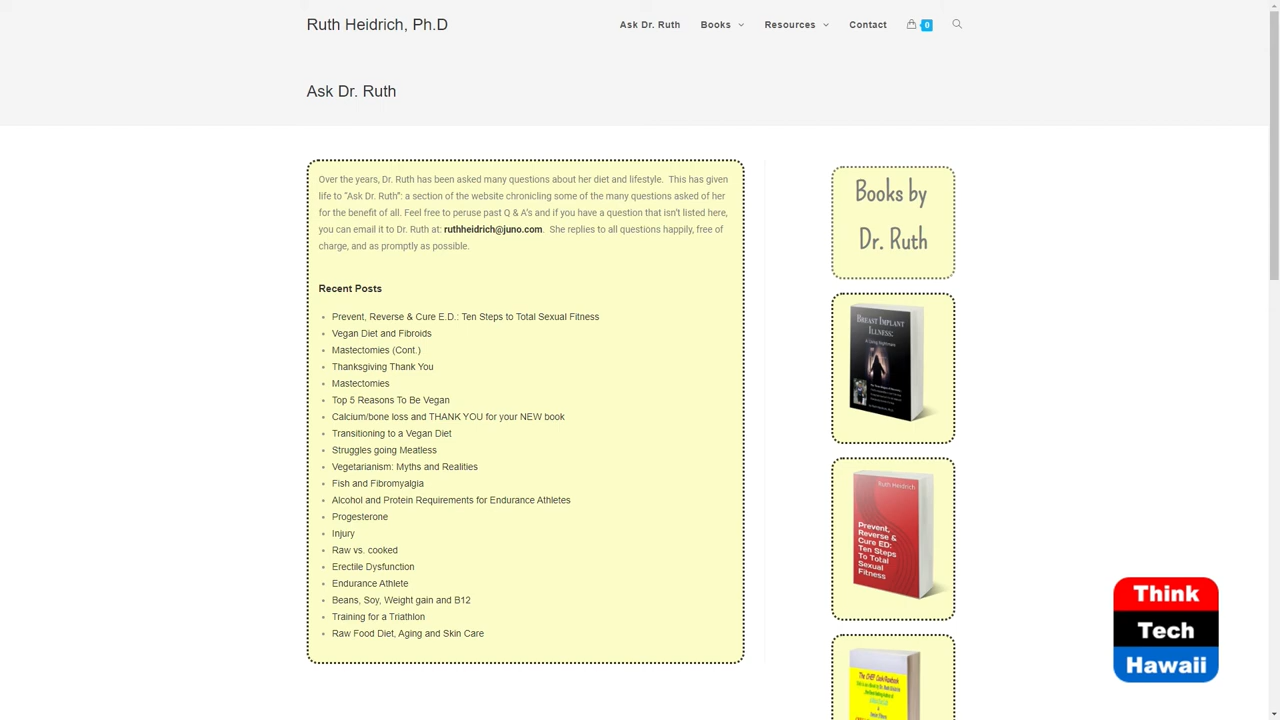 Ruth Heidrich, Ph.D
Ask Dr. Ruth
Books
Resources
Contact
0
Ask Dr. Ruth
Over the years, Dr. Ruth has been asked many questions about her diet and lifestyle.  This has given
life to “Ask Dr. Ruth”: a section of the website chronicling some of the many questions asked of her
for the benefit of all. Feel free to peruse past Q & A’s and if you have a question that isn’t listed here,
you can email it to Dr. Ruth at: ruthheidrich@juno.com.  She replies to all questions happily, free of
charge, and as promptly as possible.
Recent Posts
Prevent, Reverse & Cure E.D.: Ten Steps to Total Sexual Fitness
Vegan Diet and Fibroids
Mastectomies (Cont.)
Thanksgiving Thank You
Mastectomies
Top 5 Reasons To Be Vegan
Calcium/bone loss and THANK YOU for your NEW book
Transitioning to a Vegan Diet
Struggles going Meatless
Vegetarianism: Myths and Realities
Fish and Fibromyalgia
Alcohol and Protein Requirements for Endurance Athletes
Progesterone
Injury
Raw vs. cooked
Erectile Dysfunction
Endurance Athlete
Beans, Soy, Weight gain and B12
Training for a Triathlon
Raw Food Diet, Aging and Skin Care
Books by
Dr. Ruth
BREAST IMPLANT
ILLNESS:
A Living Nightmare
Ruth Heidrich
Prevent,
Reverse &
Cure ED:
Ten Steps
To Total
Sexual
Fitness
The CHEF Cook/Rawbook
Think
Tech
Hawaii